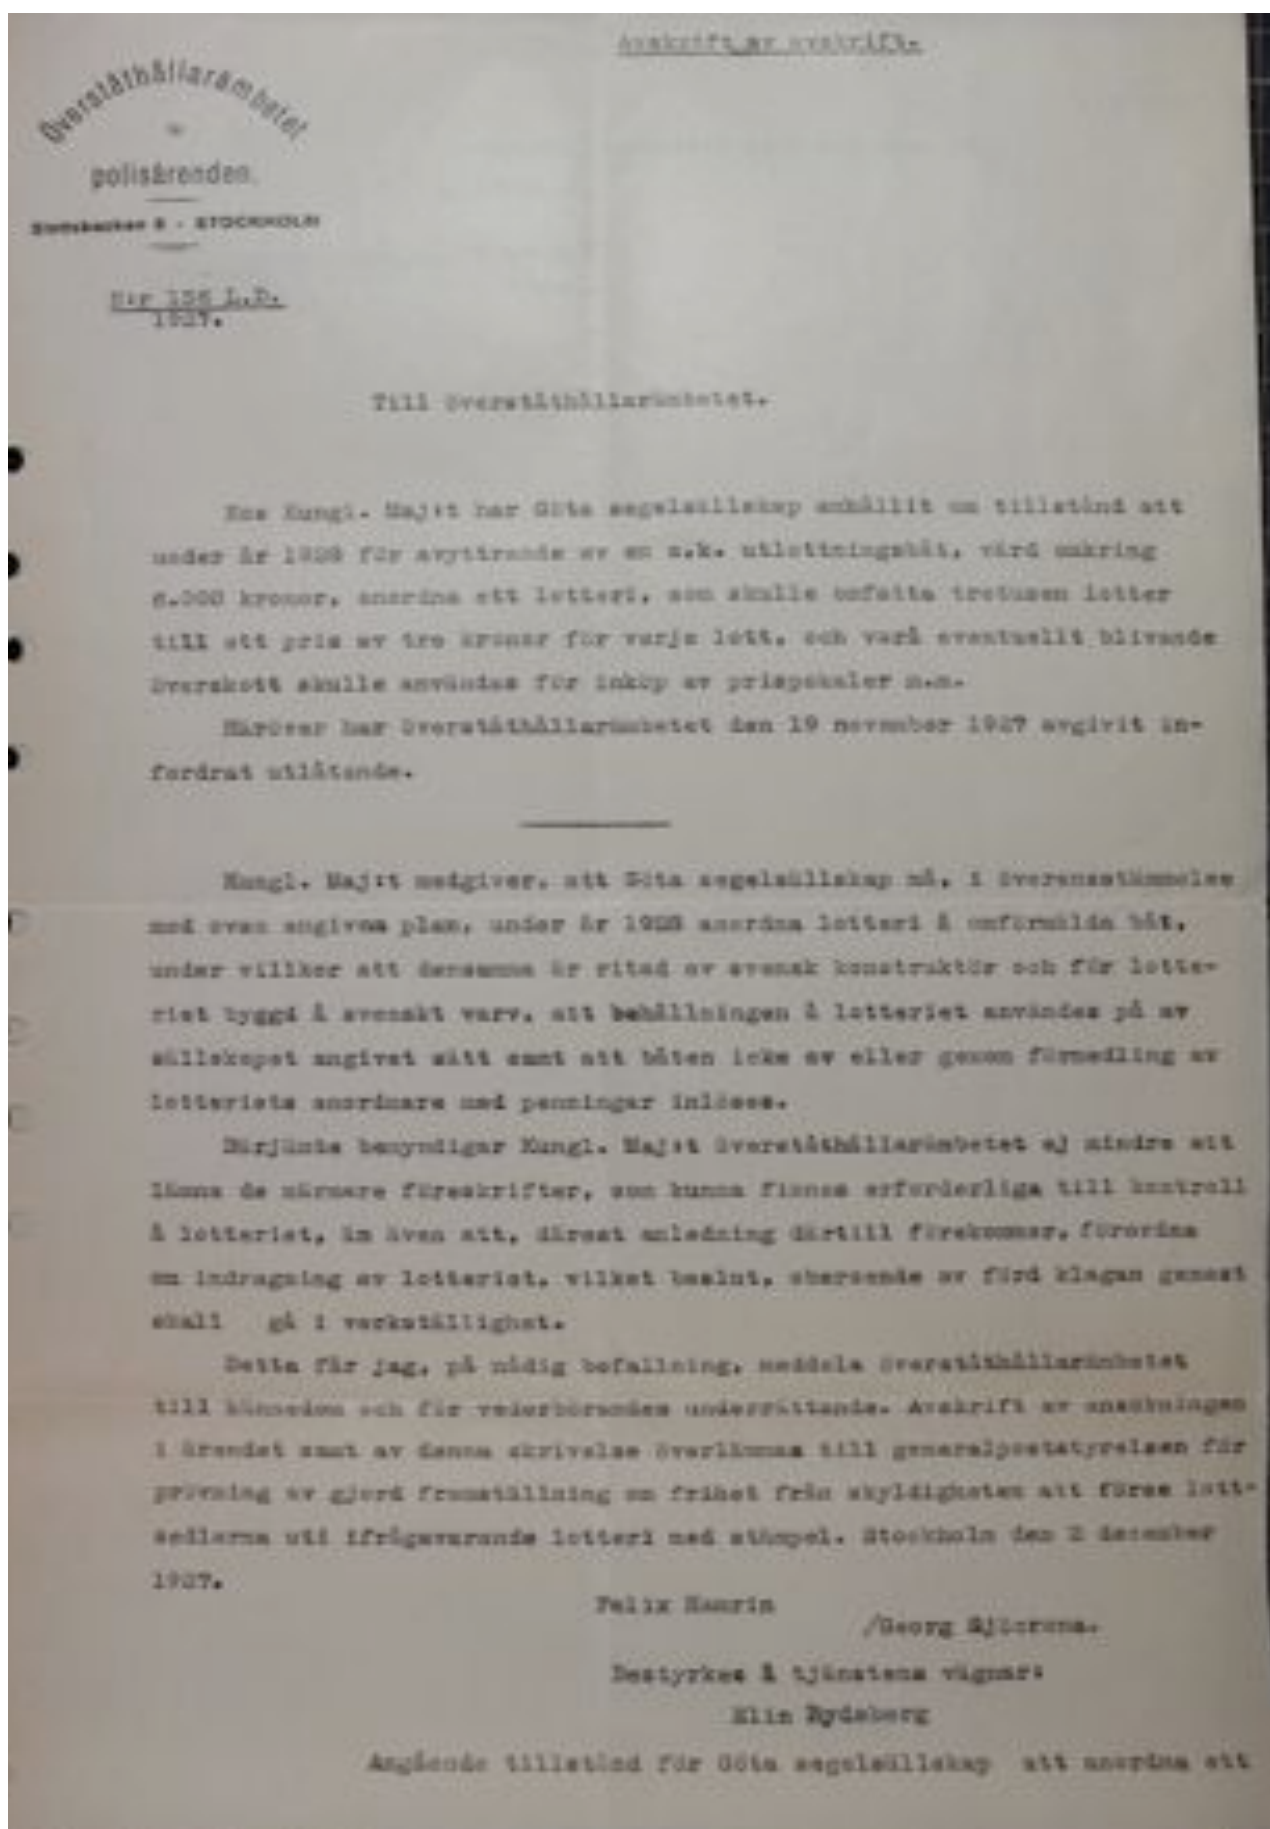 Avskrift av avskrift.
Överståthållarämbetet
polisärenden.
Slottsbacken 6 - STOCKHOLM
N:r 156 L.D.
1927.
Till Överståthållarämbetet.
Hos Kungl. Maj:t har Göta segelsällskap anhållit om tillstånd att
under år 1928 för avyttrande av en s.k. utlottningsbåt, värd omkring
6.000 kronor, anordna ett lotteri, som skulle omfatta tretusen lotter
till ett pris av tre kronor för varje lott, och vará eventuellt blivande
överskott skulle användas för inköp av prispokaler m.m.
Häröver har Överståthållarämbetet den 19 november 1927 avgivit in-
fordrat utlåtande.
Kungl. Maj:t medgiver, att Göta segelsällskap må, i överensstämmelse
med ovan angivna plan, under år 1928 anordna lotteri å omförmälda båt,
under villkor att densamma är ritad av svensk konstruktör och för lotte-
riet byggd å svenskt varv, att behållningen å lotteriet användes på av
sällskapet angivet sätt samt att båten icke av eller genom förmedling av
lotteriets anordnare med penningar inlöses.
Därjämte bemyndigar Kungl. Maj:t Överståthållarämbetet ej mindre att
lämna de närmare föreskrifter, som kunna finnas erforderliga till kontroll
å lotteriet, än även att, därest anledning därtill förekommer, förordna
om indragning av lotteriet, vilket beslut, oberoende av förd klagan genast
skall gå i verkställighet.
Detta får jag, på nådig befallning, meddela Överståthållarämbetet
till kännedom och för vederbörandes underrättande. Avskrift av ansökningen
i ärendet samt av denna skrivelse överlämnas till generalpoststyrelsen för
prövning av gjord framställning om frihet från skyldigheten att förse lott-
sedlarna uti ifrågavarande lotteri med stämpel. Stockholm den 2 december
1927.
Felix Hamrin
/Georg Sjöcrona.
Bestyrkes å tjänstens vägnar:
Elin Rydsberg
Angående tillstånd för Göta segelsällskap att anordna ett